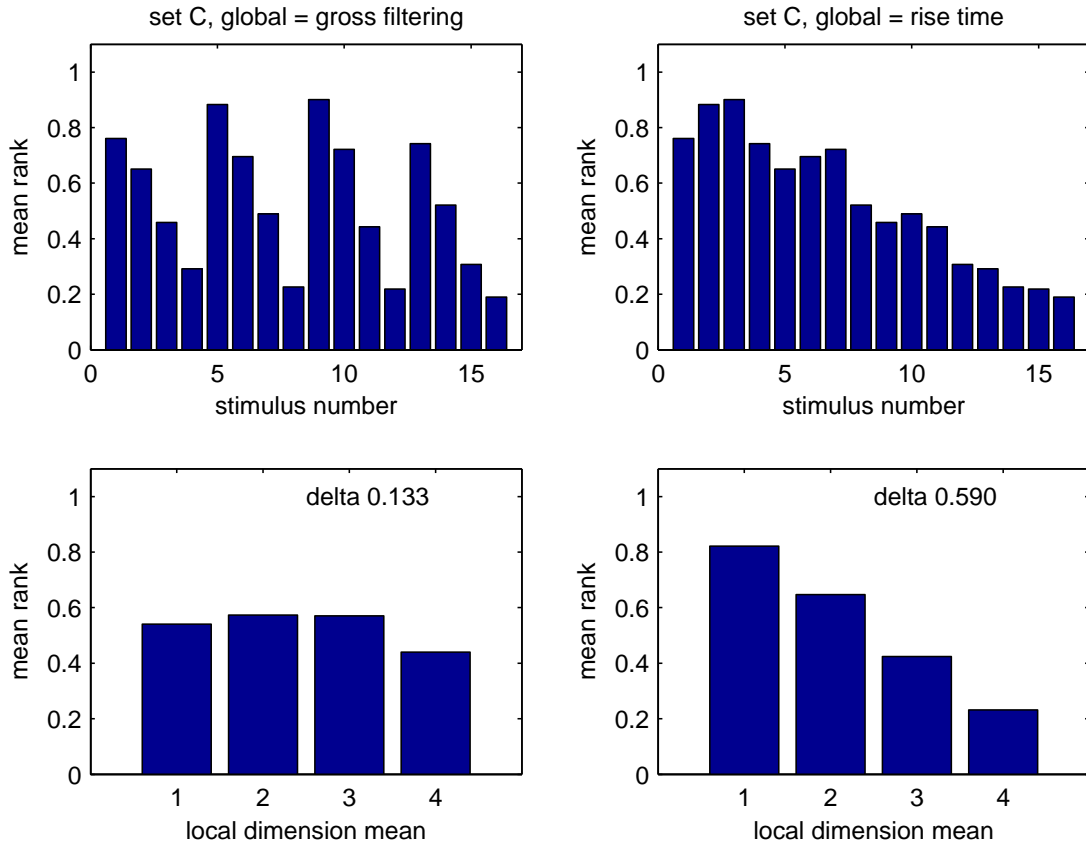 set C, global = gross filtering
mean rank
1
0.8
0.6
0.4
0.2
0
0 5 10 15
stimulus number
set C, global = rise time
mean rank
1
0.8
0.6
0.4
0.2
0
0 5 10 15
stimulus number
delta 0.133
mean rank
1
0.8
0.6
0.4
0.2
0
1 2 3 4
local dimension mean
delta 0.590
mean rank
1
0.8
0.6
0.4
0.2
0
1 2 3 4
local dimension mean